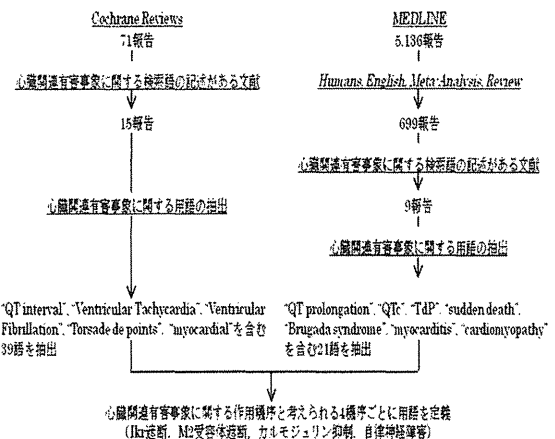 Cochrane Reviews
71報告
心臓関連有害事象に関する検索語の記述がある文献
15報告
心臓関連有害事象に関する用語の抽出
"QT interval", "Ventricular Tachycardia", "Ventricular
Fibrillation", "Torsade de points", "myocardial"を含む
39語を抽出
MEDLINE
5.136報告
Humans, English, Meta-Analysis, Review
699報告
心臓関連有害事象に関する検索語の記述がある文献
9報告
心臓関連有害事象に関する用語の抽出
"QT prolongation", "QTc", "TdP", "sudden death",
"Brugada syndrome", "myocarditis", "cardiomyopathy"
を含む21語を抽出
心臓関連有害事象に関する作用機序と考えられる4機序ごとに用語を定義
(Ikr遮断, M2受容体遮断, カルモジュリン抑制, 自律神経障害)